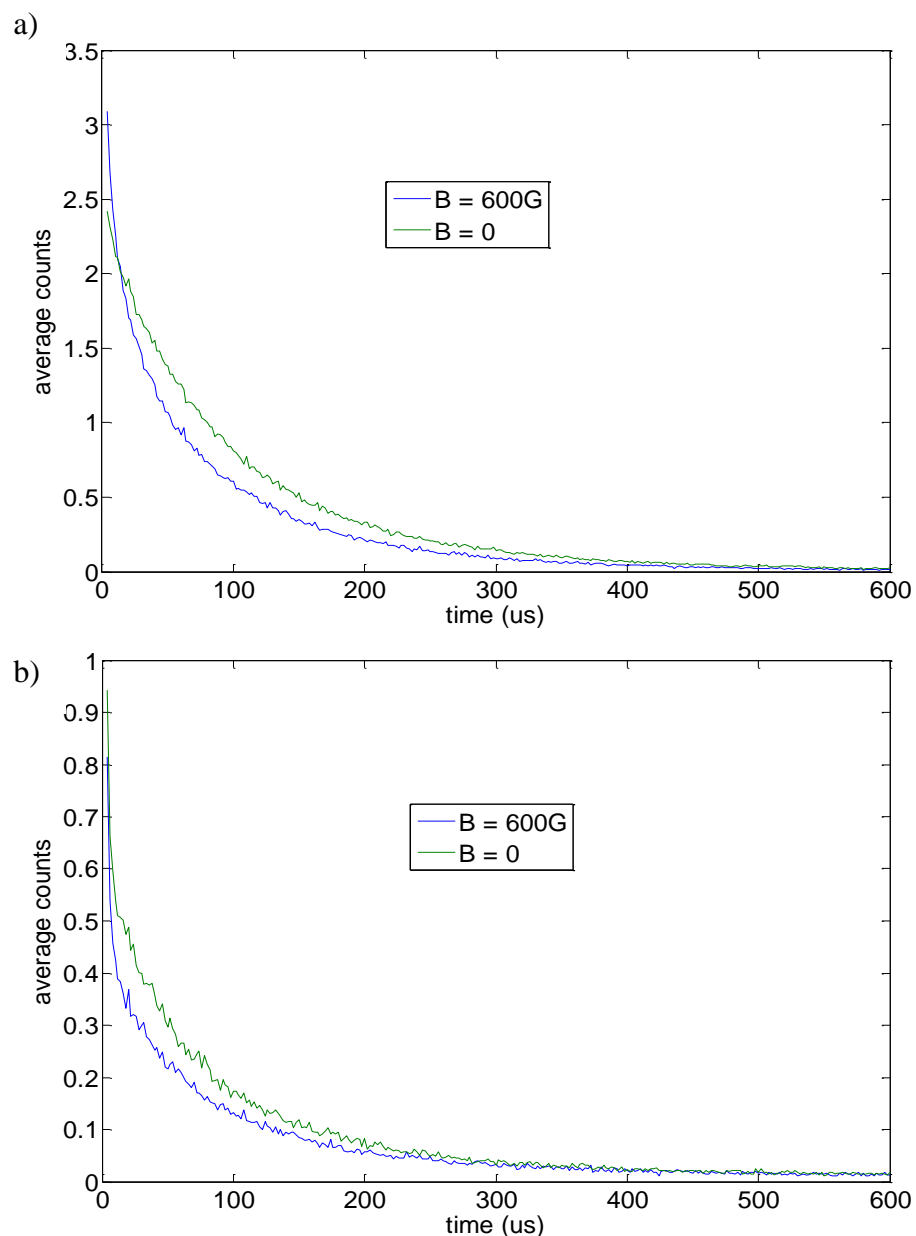 a)
3.5
3
2.5
2
1.5
1
0.5
0
average counts
B = 600G
B = 0
0 100 200 300 400 500 600
time (us)
b)
1
0.9
0.8
0.7
0.6
0.5
0.4
0.3
0.2
0.1
0
average counts
B = 600G
B = 0
0 100 200 300 400 500 600
time (us)